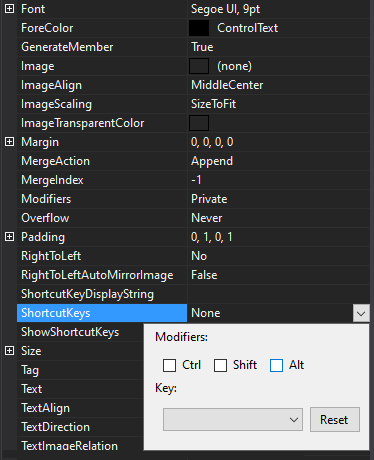 Font Segoe UI, 9pt
ForeColor ControlText
GenerateMember True
Image (none)
ImageAlign MiddleCenter
ImageScaling SizeToFit
ImageTransparentColor
Margin 0, 0, 0, 0
MergeAction Append
MergeIndex -1
Modifiers Private
Overflow Never
Padding 0, 1, 0, 1
RightToLeft No
RightToLeftAutoMirrorImage False
ShortcutKeyDisplayString
ShortcutKeys None
ShowShortcutKeys
Modifiers:
Size
Ctrl Shift Alt
Tag
Text
Key:
TextAlign
Reset
TextDirection
TextImageRelation